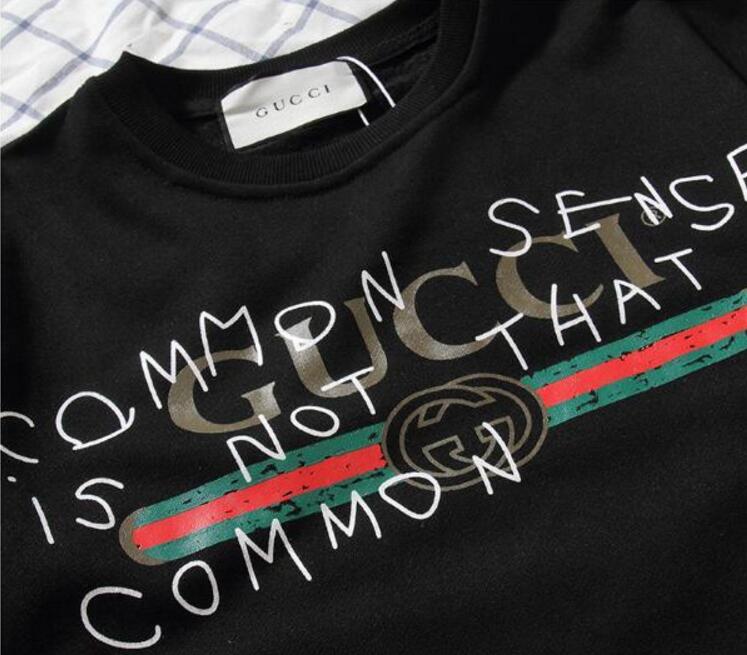 GUCCI
COMMON SENSE
GUCCI®
IS NOT THAT
COMMON